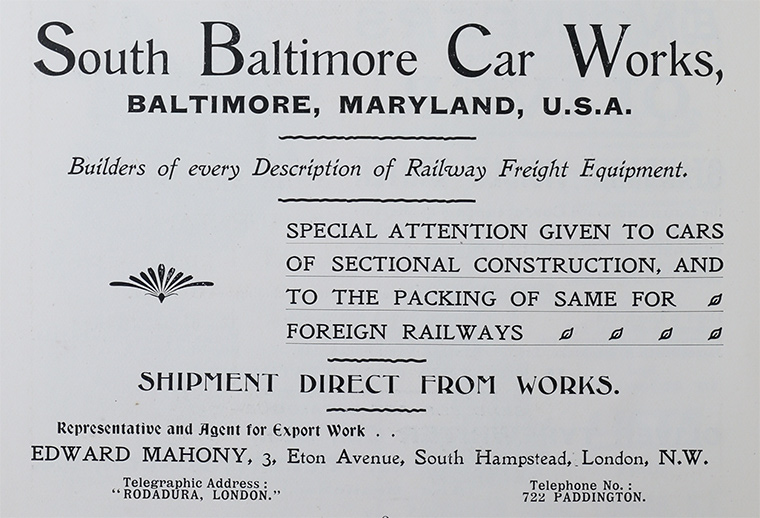 South Baltimore Car Works,
BALTIMORE, MARYLAND, U.S.A.
Builders of every Description of Railway Freight Equipment.
SPECIAL ATTENTION GIVEN TO CARS
OF SECTIONAL CONSTRUCTION, AND
TO THE PACKING OF SAME FOR
FOREIGN RAILWAYS
SHIPMENT DIRECT FROM WORKS.
Representative and Agent for Export Work . .
EDWARD MAHONY, 3, Eton Avenue, South Hampstead, London, N.W.
Telegraphic Address:
"RODADURA, LONDON."
Telephone No.:
722 PADDINGTON.